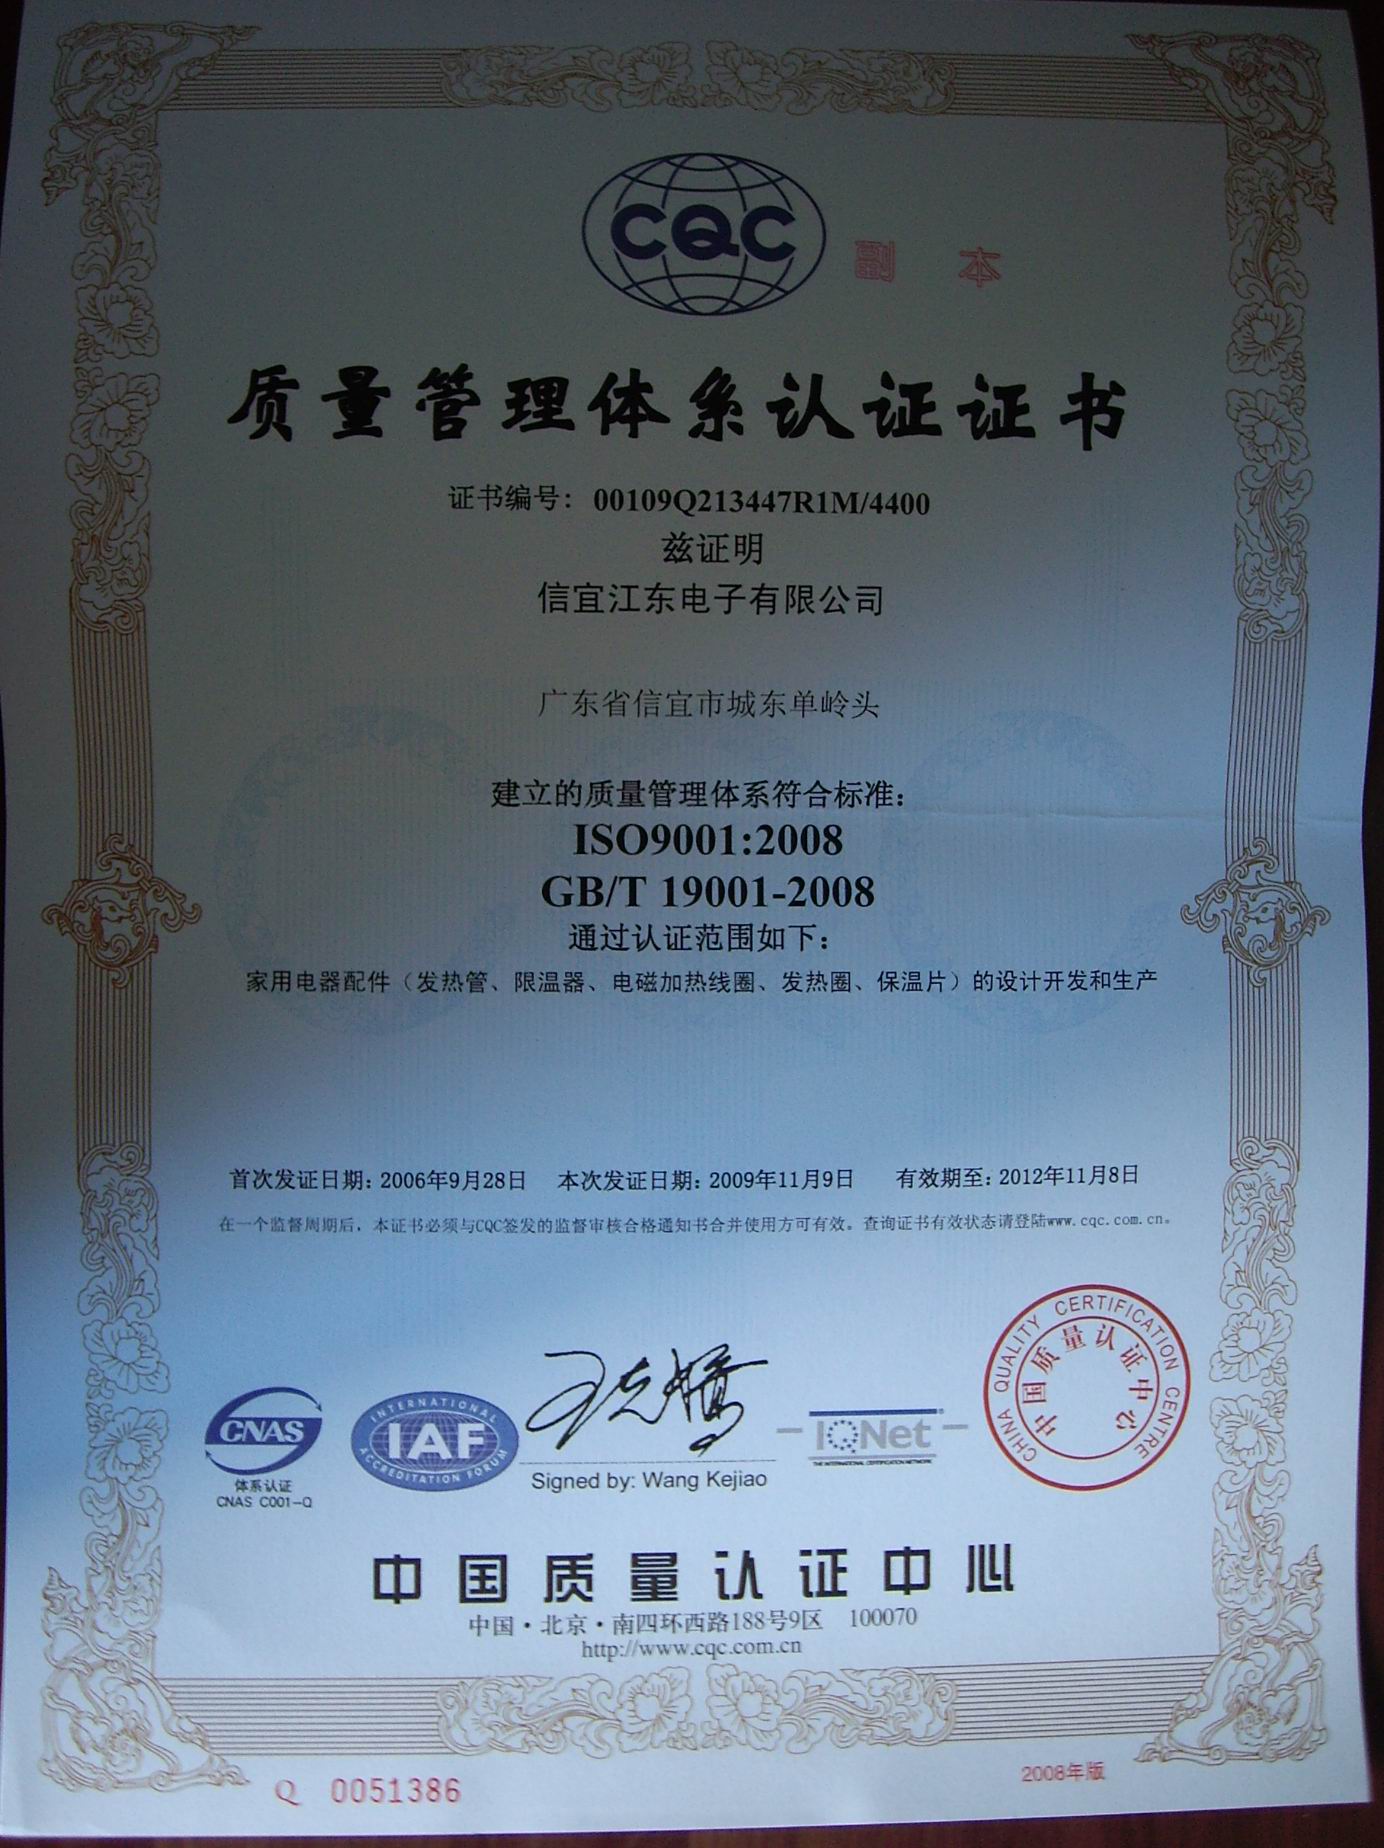 CQC
副 本
质量管理体系认证证书
证书编号：00109Q213447R1M/4400
兹证明
信宜江东电子有限公司
广东省信宜市城东单岭头
建立的质量管理体系符合标准：
ISO9001:2008
GB/T 19001-2008
通过认证范围如下：
家用电器配件（发热管、限温器、电磁加热线圈、发热圈、保温片）的设计开发和生产
首次发证日期：2006年9月28日 本次发证日期：2009年11月9日 有效期至：2012年11月8日
在一个监督周期后，本证书必须与CQC签发的监督审核合格通知书合并使用方可有效。查询证书有效状态请登陆www.cqc.com.cn。
CNAS
体系认证
CNAS C001-Q
INTERNATIONAL
IAF
ACCREDITATION FORUM
王克娇
Signed by: Wang Kejiao
IQNet
THE INTERNATIONAL CERTIFICATION NETWORK
CHINA QUALITY CERTIFICATION CENTRE
中国质量认证中心
中国质量认证中心
中国·北京·南四环西路188号9区 100070
http://www.cqc.com.cn
Q 0051386
2008年版